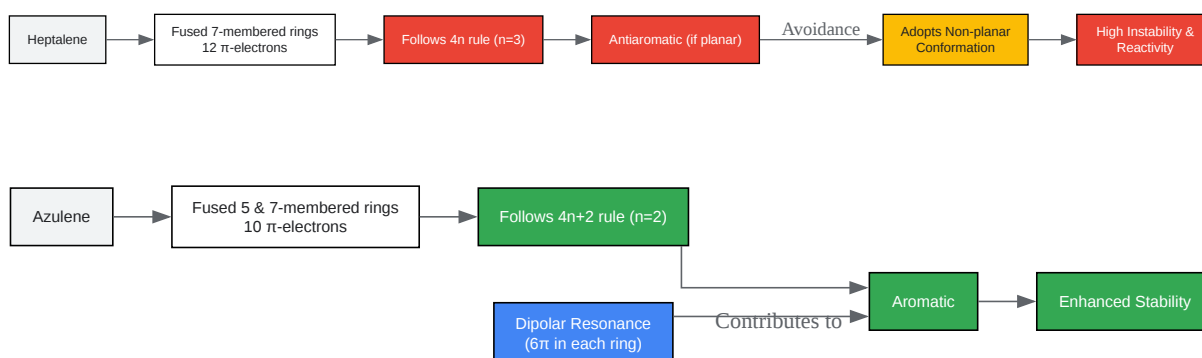 Heptalene
Fused 7-membered rings
12 π-electrons
Follows 4n rule (n=3)
Antiaromatic (if planar)
Avoidance
Adopts Non-planar
Conformation
High Instability &
Reactivity
Azulene
Fused 5 & 7-membered rings
10 π-electrons
Follows 4n+2 rule (n=2)
Dipolar Resonance
(6π in each ring)
Contributes to
Aromatic
Enhanced Stability